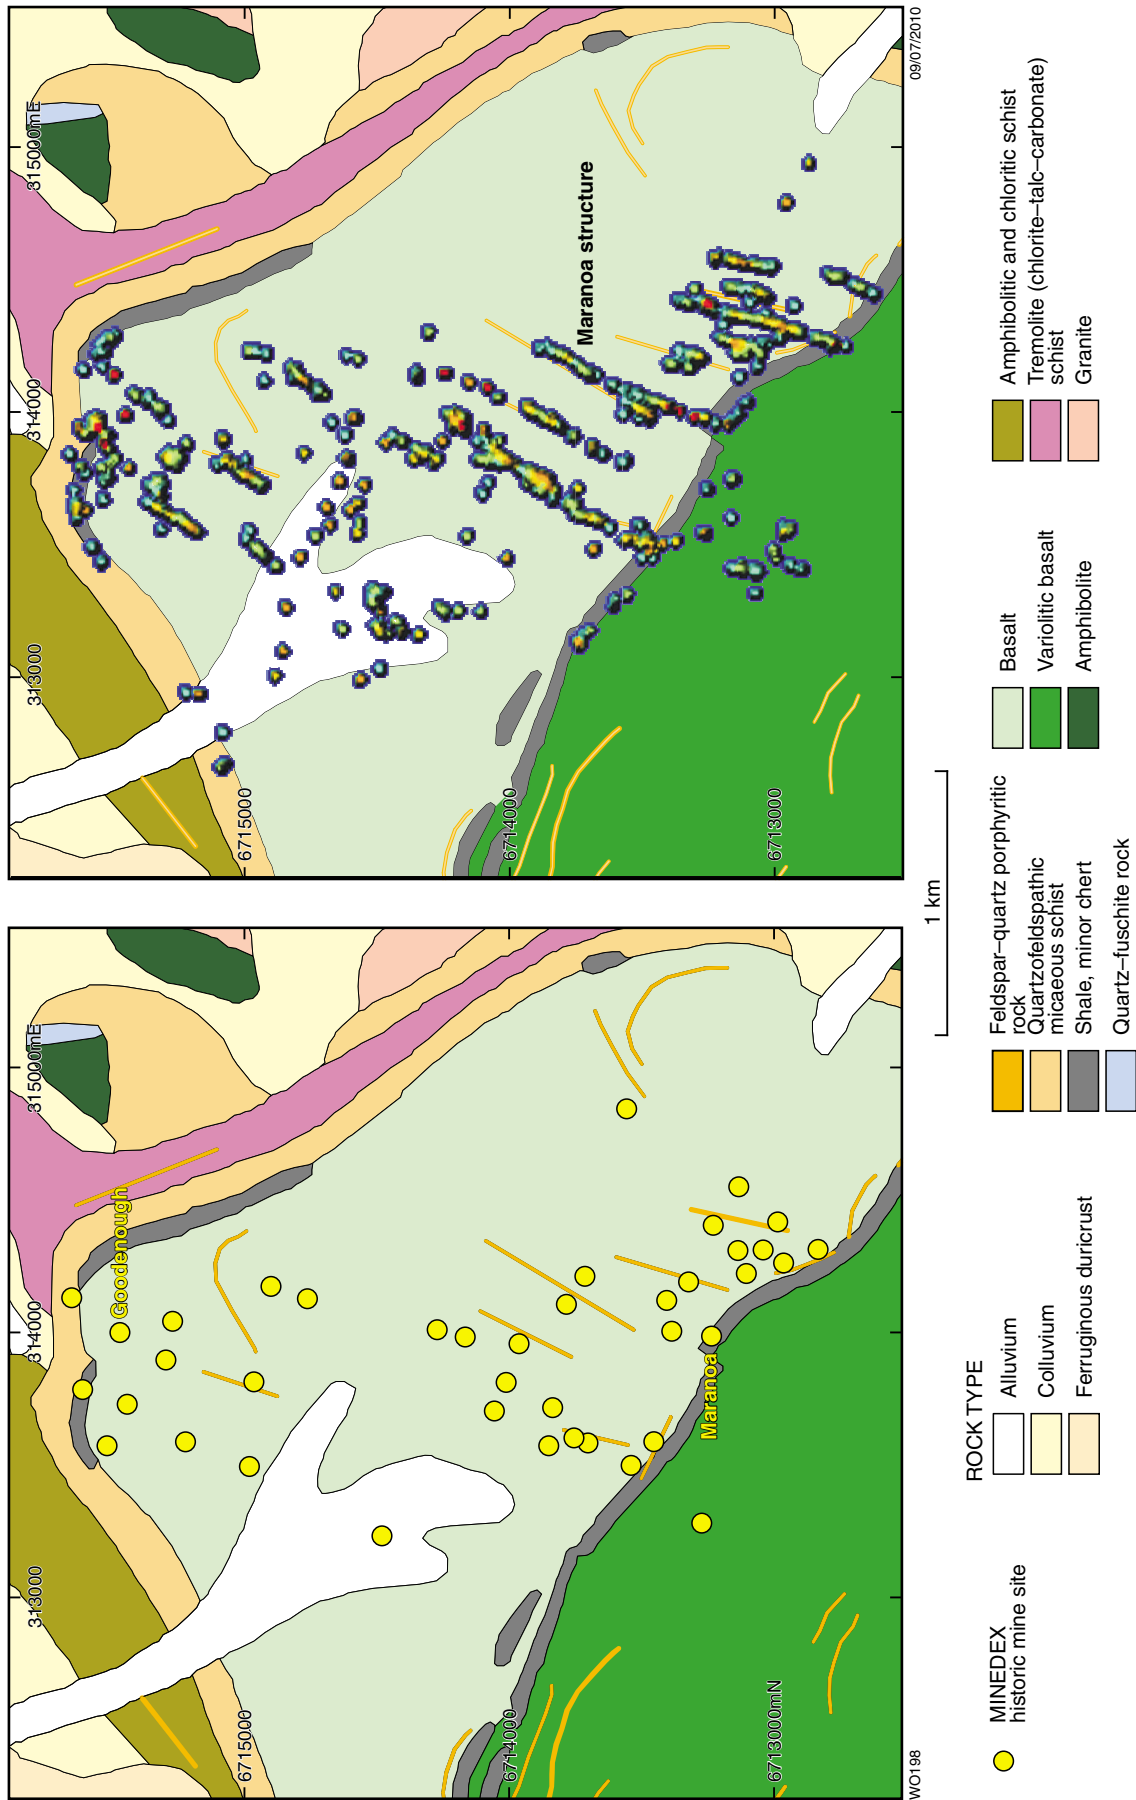 313000
314000
315000mE
6715000
6714000
6713000mN
Goodenough
Maranoa
WO198
313000
314000
315000mE
6715000
6714000
6713000
Maranoa structure
09/07/2010
1 km
MINEDEX
historic mine site
ROCK TYPE
Alluvium
Colluvium
Ferruginous duricrust
Feldspar–quartz porphyritic
rock
Quartzofeldspathic
micaeous schist
Shale, minor chert
Quartz–fuschite rock
Basalt
Variolitic basalt
Amphibolite
Amphibolitic and chloritic schist
Tremolite (chlorite–talc–carbonate)
schist
Granite